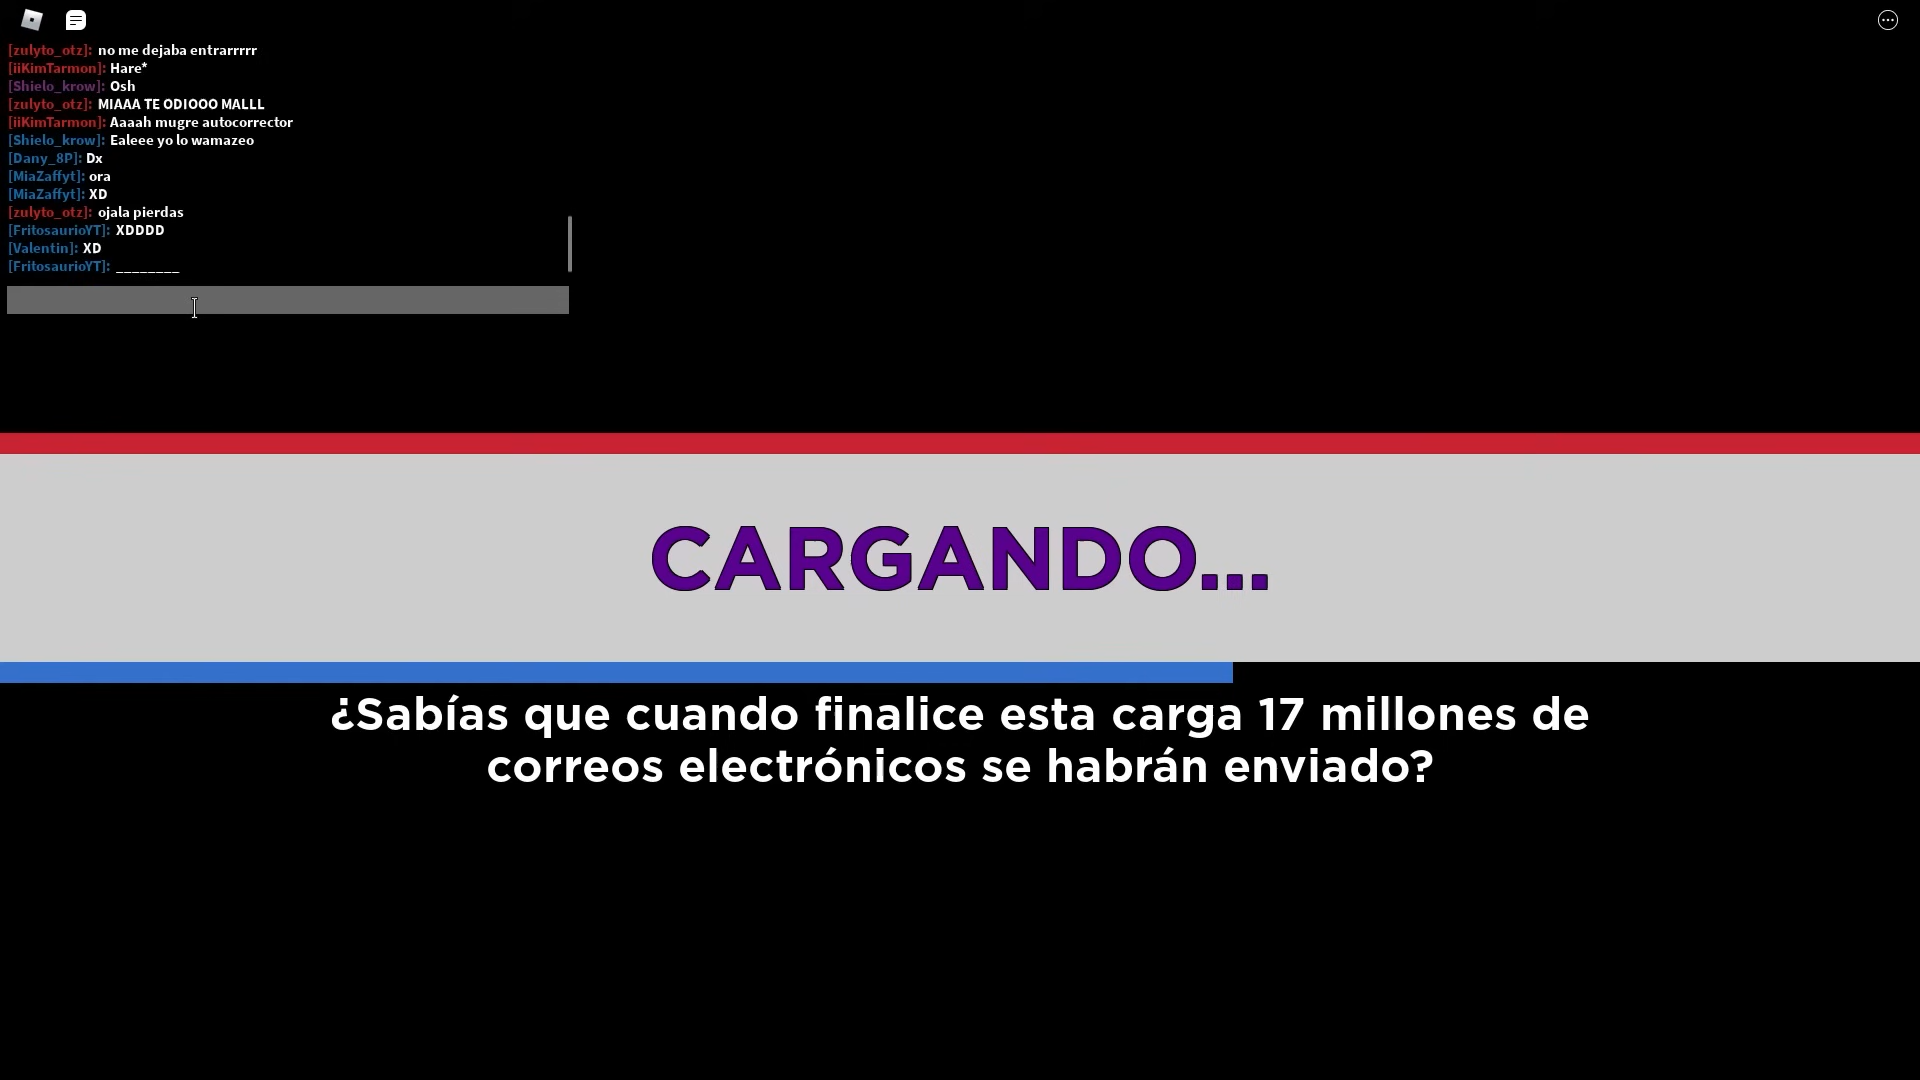 [zulyto_otz]: no me dejaba entrarrrrr
[iiKimTarmon]: Hare*
[Shielo_krow]: Osh
[zulyto_otz]: MIAAA TE ODIOOO MALLL
[iiKimTarmon]: Aaaah mugre autocorrector
[Shielo_krow]: Ealeee yo lo wamazeo
[Dany_8P]: Dx
[MiaZaffyt]: ora
[MiaZaffyt]: XD
[zulyto_otz]: ojala pierdas
[FritosaurioYT]: XDDDD
[Valentin]: XD
[FritosaurioYT]: ________
CARGANDO...
¿Sabías que cuando finalice esta carga 17 millones de
correos electrónicos se habrán enviado?